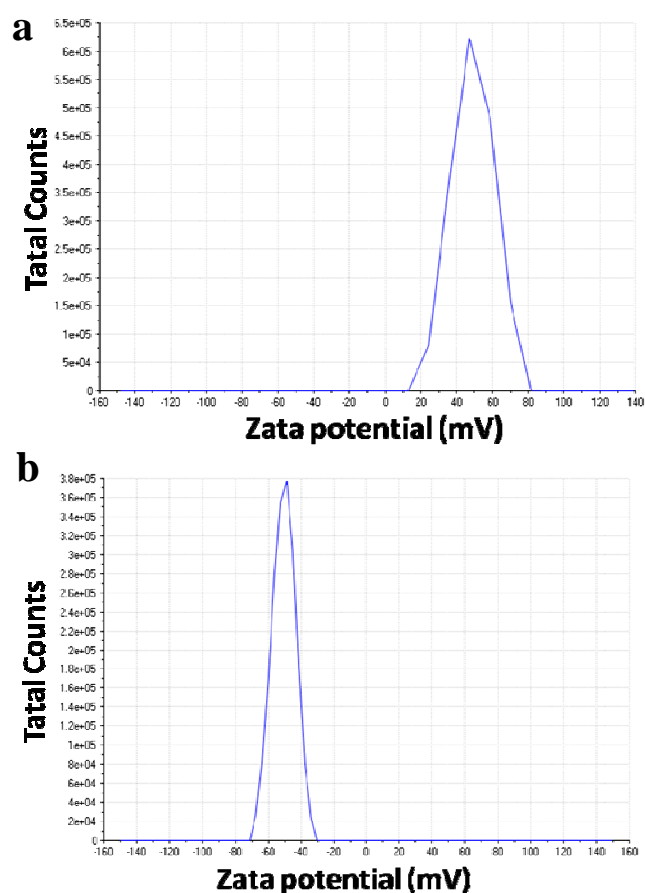 a
6.5e+05
6e+05
5.5e+05
5e+05
4.5e+05
4e+05
3.5e+05
3e+05
2.5e+05
2e+05
1.5e+05
1e+05
5e+04
0
Tatal Counts
-160 -140 -120 -100 -80 -60 -40 -20 0 20 40 60 80 100 120 140
Zata potential (mV)
b
3.8e+05
3.6e+05
3.4e+05
3.2e+05
3e+05
2.8e+05
2.6e+05
2.4e+05
2.2e+05
2e+05
1.8e+05
1.6e+05
1.4e+05
1.2e+05
1e+05
8e+04
6e+04
4e+04
2e+04
0
Tatal Counts
-160 -140 -120 -100 -80 -60 -40 -20 0 20 40 60 80 100 120 140 160
Zata potential (mV)